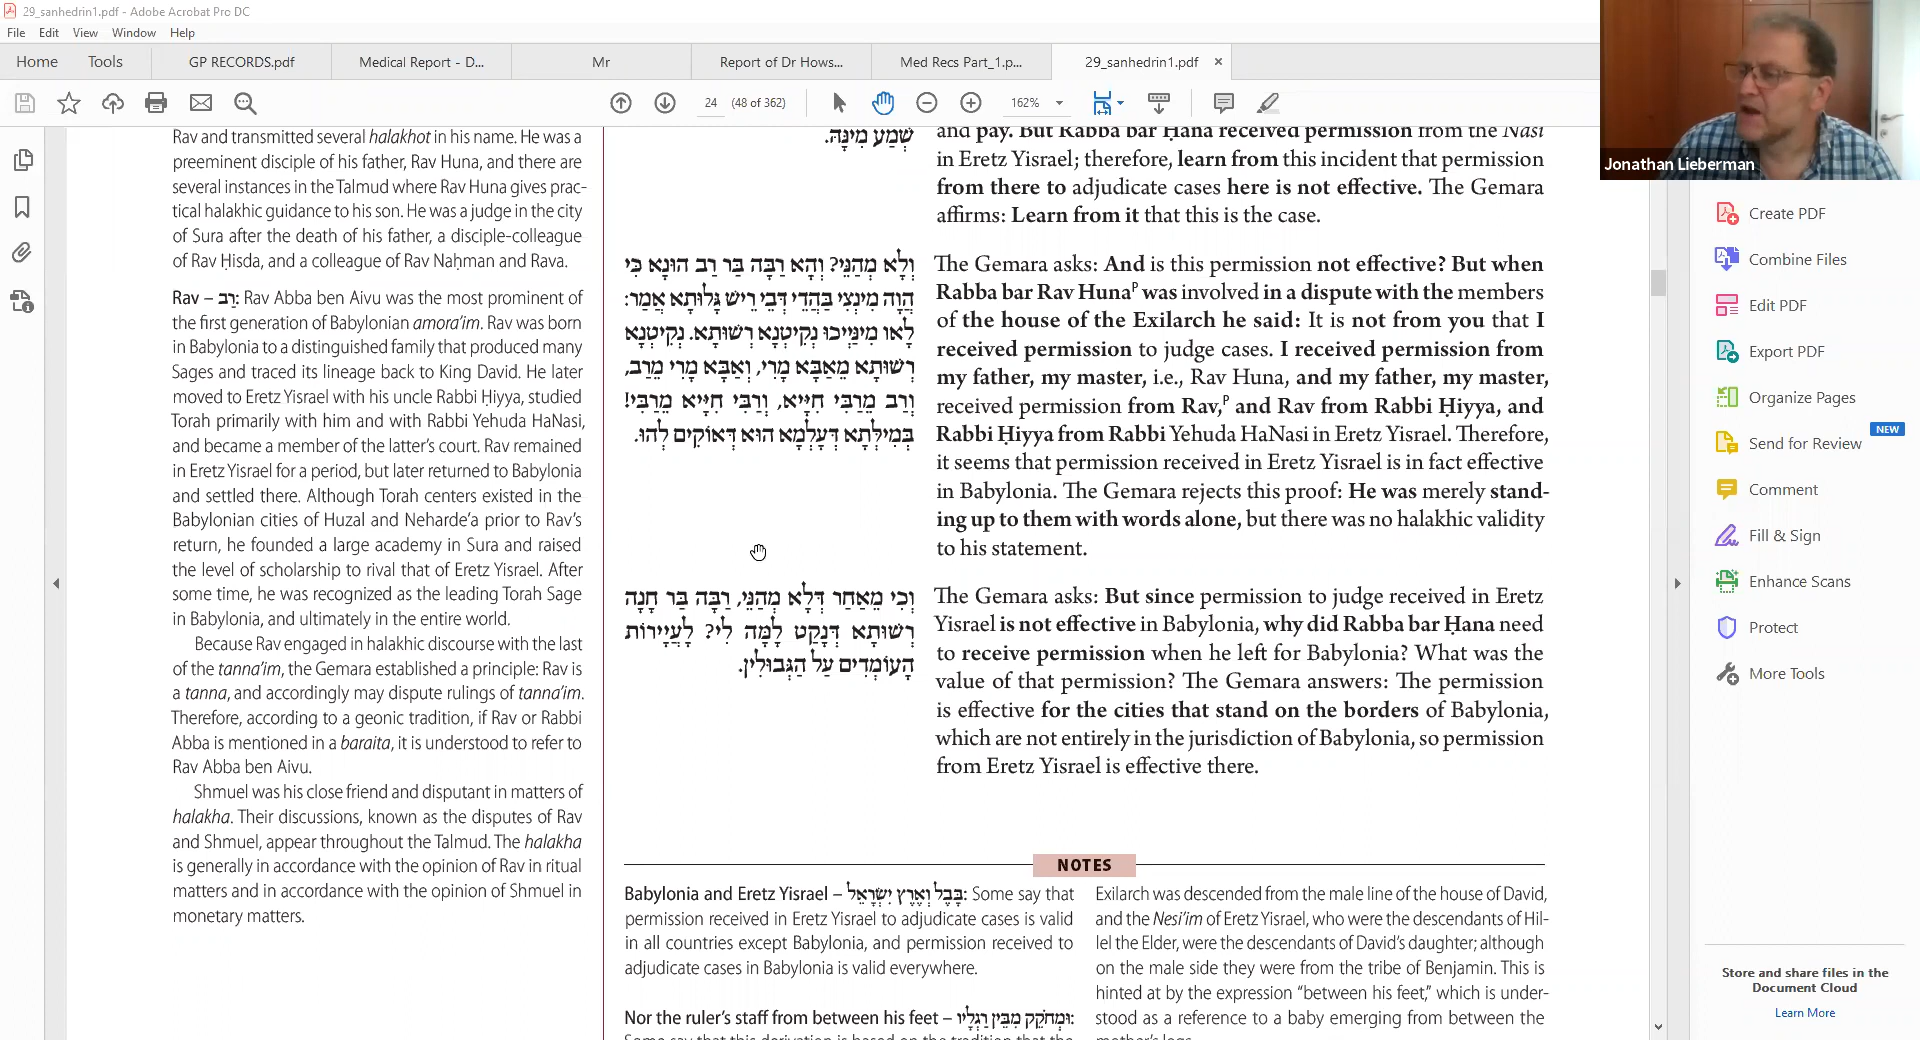 29_sanhedrin1.pdf - Adobe Acrobat Pro DC
File Edit View Window Help
Home Tools GP RECORDS.pdf Medical Report - D... Mr Report of Dr Hows... Med Recs Part_1.p... 29_sanhedrin1.pdf ×
24 (48 of 362) 162%
Jonathan Lieberman
Rav and transmitted several halakhot in his name. He was a
preeminent disciple of his father, Rav Huna, and there are
several instances in the Talmud where Rav Huna gives prac-
tical halakhic guidance to his son. He was a judge in the city
of Sura after the death of his father, a disciple-colleague
of Rav Ḥisda, and a colleague of Rav Naḥman and Rava.
Rav – רַב: Rav Abba ben Aivu was the most prominent of
the first generation of Babylonian amora'im. Rav was born
in Babylonia to a distinguished family that produced many
Sages and traced its lineage back to King David. He later
moved to Eretz Yisrael with his uncle Rabbi Ḥiyya, studied
Torah primarily with him and with Rabbi Yehuda HaNasi,
and became a member of the latter's court. Rav remained
in Eretz Yisrael for a period, but later returned to Babylonia
and settled there. Although Torah centers existed in the
Babylonian cities of Huzal and Neharde'a prior to Rav's
return, he founded a large academy in Sura and raised
the level of scholarship to rival that of Eretz Yisrael. After
some time, he was recognized as the leading Torah Sage
in Babylonia, and ultimately in the entire world.
Because Rav engaged in halakhic discourse with the last
of the tanna'im, the Gemara established a principle: Rav is
a tanna, and accordingly may dispute rulings of tanna'im.
Therefore, according to a geonic tradition, if Rav or Rabbi
Abba is mentioned in a baraita, it is understood to refer to
Rav Abba ben Aivu.
Shmuel was his close friend and disputant in matters of
halakha. Their discussions, known as the disputes of Rav
and Shmuel, appear throughout the Talmud. The halakha
is generally in accordance with the opinion of Rav in ritual
matters and in accordance with the opinion of Shmuel in
monetary matters.
שְׁמַע מִינָּהּ.
and pay. But Rabba bar Ḥana received permission from the Nasi
in Eretz Yisrael; therefore, learn from this incident that permission
from there to adjudicate cases here is not effective. The Gemara
affirms: Learn from it that this is the case.
וְלָא מְהַנֵּי? וְהָא רַבָּה בַּר רַב הוּנָא כִּי
הֲוָה מִינְצֵי בַּהֲדֵי דְּבֵי רֵישׁ גָּלוּתָא אֲמַר:
לָאו מִינַּיְיכוּ נְקִיטְנָא רְשׁוּתָא. נְקִיטְנָא
רְשׁוּתָא מֵאַבָּא מָרִי, וְאַבָּא מָרִי מֵרַב,
וְרַב מֵרַבִּי חִיָּיא, וְרַבִּי חִיָּיא מֵרַבִּי!
בְּמִילְּתָא דְּעָלְמָא הוּא דְּאוֹקִים לְהוּ.
The Gemara asks: And is this permission not effective? But when
Rabba bar Rav Hunaᴾ was involved in a dispute with the members
of the house of the Exilarch he said: It is not from you that I
received permission to judge cases. I received permission from
my father, my master, i.e., Rav Huna, and my father, my master,
received permission from Rav,ᴾ and Rav from Rabbi Ḥiyya, and
Rabbi Ḥiyya from Rabbi Yehuda HaNasi in Eretz Yisrael. Therefore,
it seems that permission received in Eretz Yisrael is in fact effective
in Babylonia. The Gemara rejects this proof: He was merely stand-
ing up to them with words alone, but there was no halakhic validity
to his statement.
וְכִי מֵאַחַר דְּלָא מְהַנֵּי, רַבָּה בַּר חָנָה
רְשׁוּתָא דְּנָקַט לָמָּה לִי? לָעֲיָירוֹת
הָעוֹמְדִים עַל הַגְּבוּלִין.
The Gemara asks: But since permission to judge received in Eretz
Yisrael is not effective in Babylonia, why did Rabba bar Ḥana need
to receive permission when he left for Babylonia? What was the
value of that permission? The Gemara answers: The permission
is effective for the cities that stand on the borders of Babylonia,
which are not entirely in the jurisdiction of Babylonia, so permission
from Eretz Yisrael is effective there.
NOTES
Babylonia and Eretz Yisrael – בָּבֶל וְאֶרֶץ יִשְׂרָאֵל: Some say that
permission received in Eretz Yisrael to adjudicate cases is valid
in all countries except Babylonia, and permission received to
adjudicate cases in Babylonia is valid everywhere.
Nor the ruler's staff from between his feet – וּמְחֹקֵק מִבֵּין רַגְלָיו:
Some say that this derivation is based on the tradition that the
Exilarch was descended from the male line of the house of David,
and the Nesi'im of Eretz Yisrael, who were the descendants of Hil-
lel the Elder, were the descendants of David's daughter; although
on the male side they were from the tribe of Benjamin. This is
hinted at by the expression "between his feet," which is under-
stood as a reference to a baby emerging from between the
mother's legs.
Create PDF
Combine Files
Edit PDF
Export PDF
Organize Pages
Send for Review NEW
Comment
Fill & Sign
Enhance Scans
Protect
More Tools
Store and share files in the
Document Cloud
Learn More